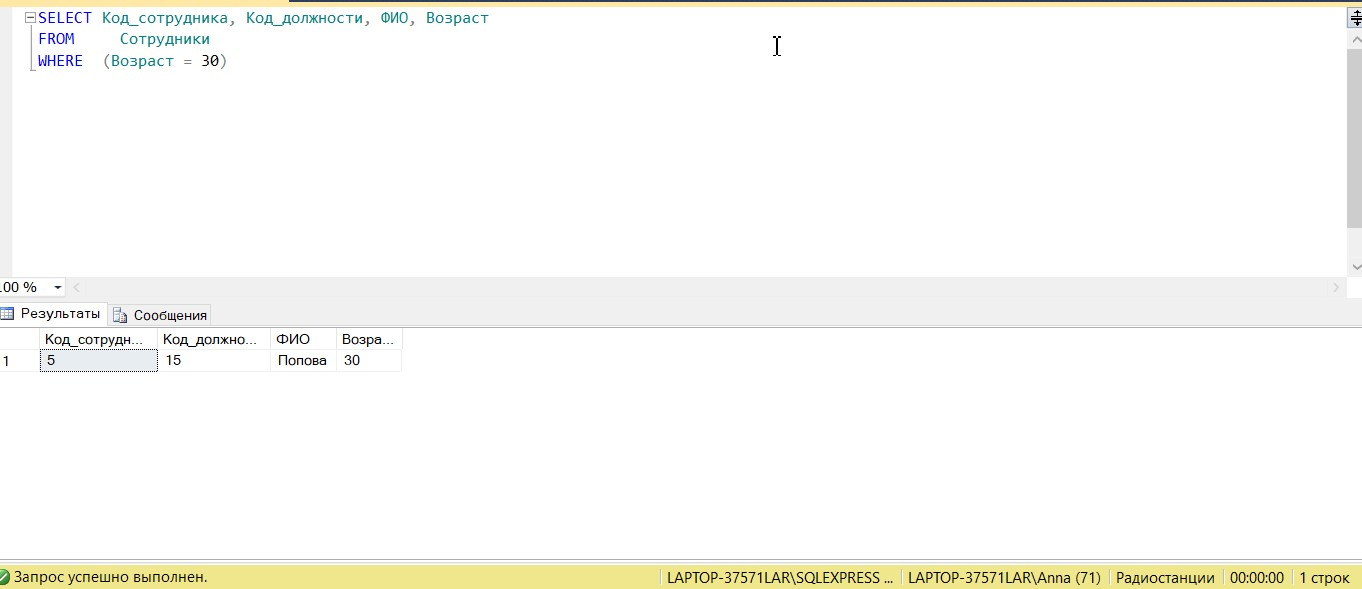 SELECT Код_сотрудника, Код_должности, ФИО, Возраст
FROM Сотрудники
WHERE (Возраст = 30)
00 %
Результаты Сообщения
Код_сотрудн... Код_должно... ФИО Возра...
1 5 15 Попова 30
Запрос успешно выполнен. LAPTOP-37571LAR\SQLEXPRESS ... LAPTOP-37571LAR\Anna (71) Радиостанции 00:00:00 1 строк